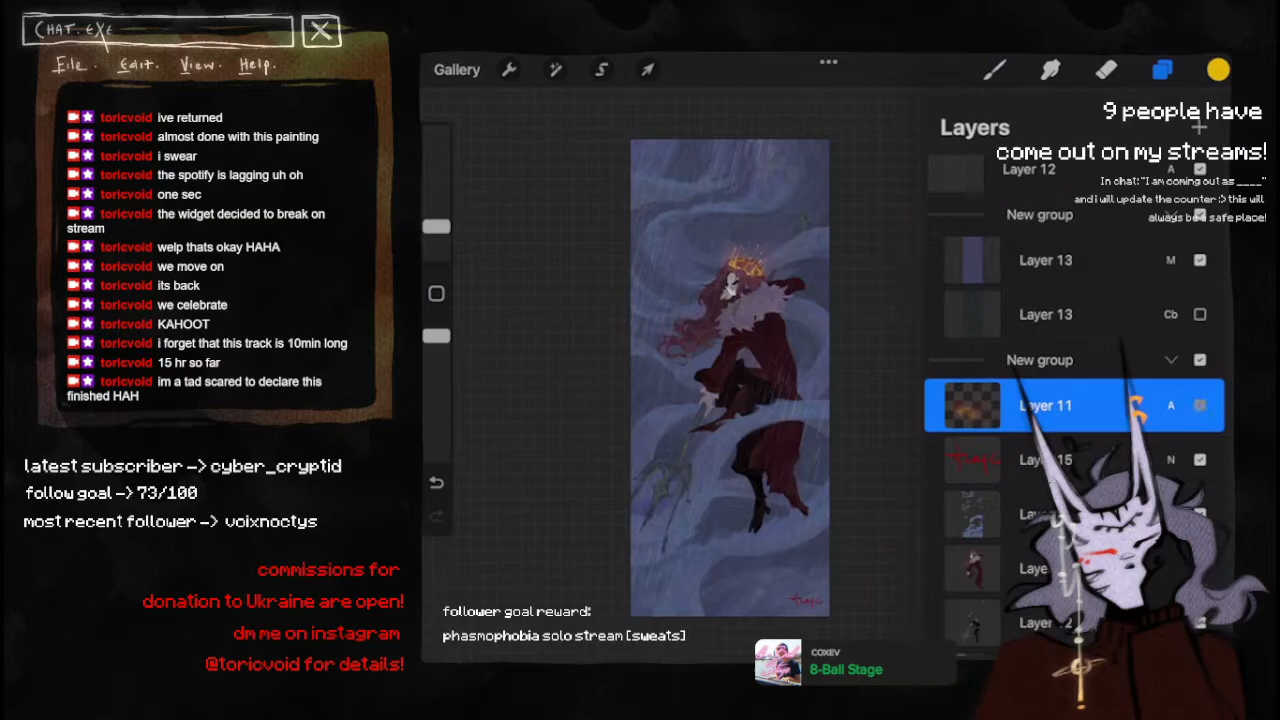 CHAT.EXE
File. Edit. View. Help.
toricvoid ive returned
toricvoid almost done with this painting
toricvoid i swear
toricvoid the spotify is lagging uh oh
toricvoid one sec
toricvoid the widget decided to break on
stream
toricvoid welp thats okay HAHA
toricvoid we move on
toricvoid its back
toricvoid we celebrate
toricvoid KAHOOT
toricvoid i forget that this track is 10min long
toricvoid 15 hr so far
toricvoid im a tad scared to declare this
finished HAH
latest subscriber -> cyber_cryptid
follow goal -> 73/100
most recent follower -> voixnoctys
commissions for
donation to Ukraine are open!
dm me on instagram
@toricvoid for details!
Gallery
follower goal reward:
phasmophobia solo stream [sweats]
COXEV
8-Ball Stage
9 people have
come out on my streams!
In chat: "I am coming out as ____"
and i will update the counter :> this will
always be a safe place!
Layers
Layer 12 A
New group
Layer 13 M
Layer 13 Cb
New group
Layer 11 A
15 N